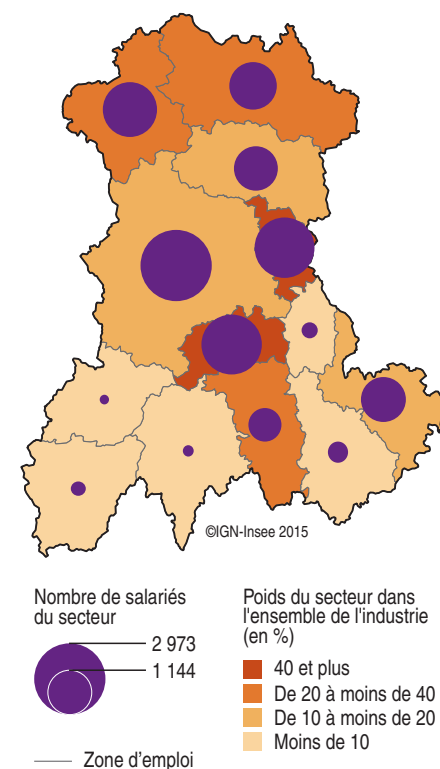 ©IGN-Insee 2015
Nombre de salariés
du secteur
2 973
1 144
Zone d'emploi
Poids du secteur dans
l'ensemble de l'industrie
(en %)
40 et plus
De 20 à moins de 40
De 10 à moins de 20
Moins de 10